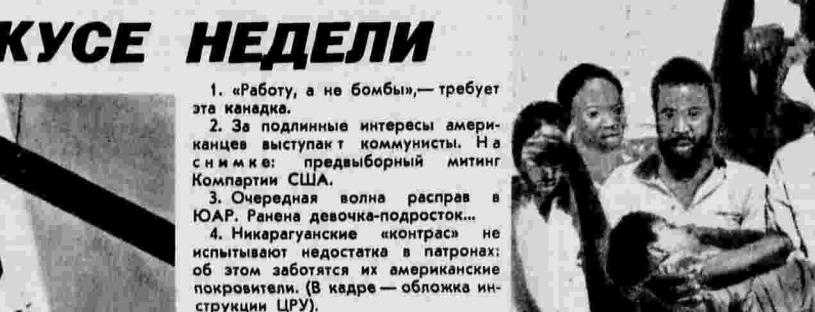 КУСЕ НЕДЕЛИ
1. «Работу, а не бомбы»,— требует
эта канадка.
2. За подлинные интересы амери-
канцев выступак т коммунисты. На
снимке: предвыборный митинг
Компартии США.
3. Очередная волна расправ в
ЮАР. Ранена девочка-подросток...
4. Никарагуанские «контрас» не
испытывают недостатка в патронах:
об этом заботятся их американские
покровители. (В кадре — обложка ин-
струкции ЦРУ).